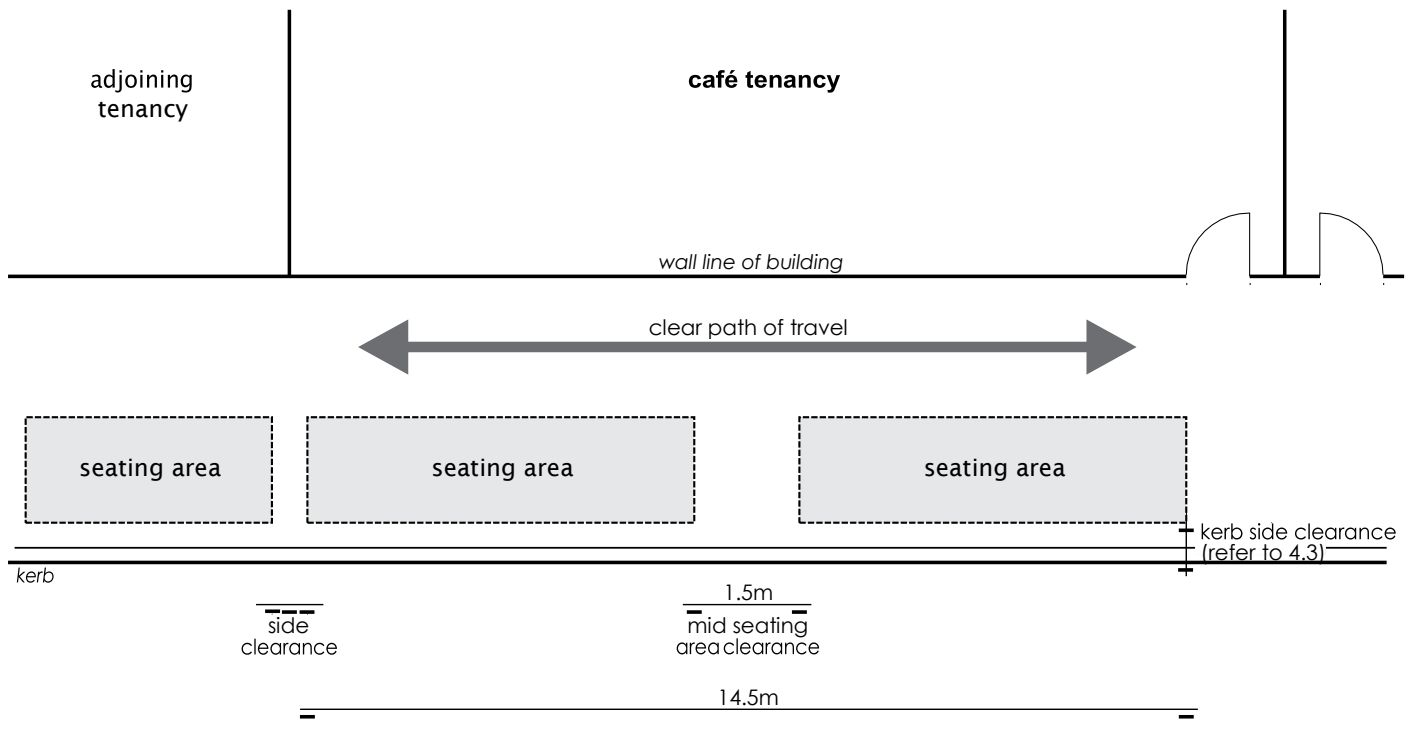 adjoining
tenancy
café tenancy
wall line of building
clear path of travel
seating area
seating area
seating area
kerb side clearance
(refer to 4.3)
kerb
1.5m
side
clearance
mid seating
area clearance
14.5m